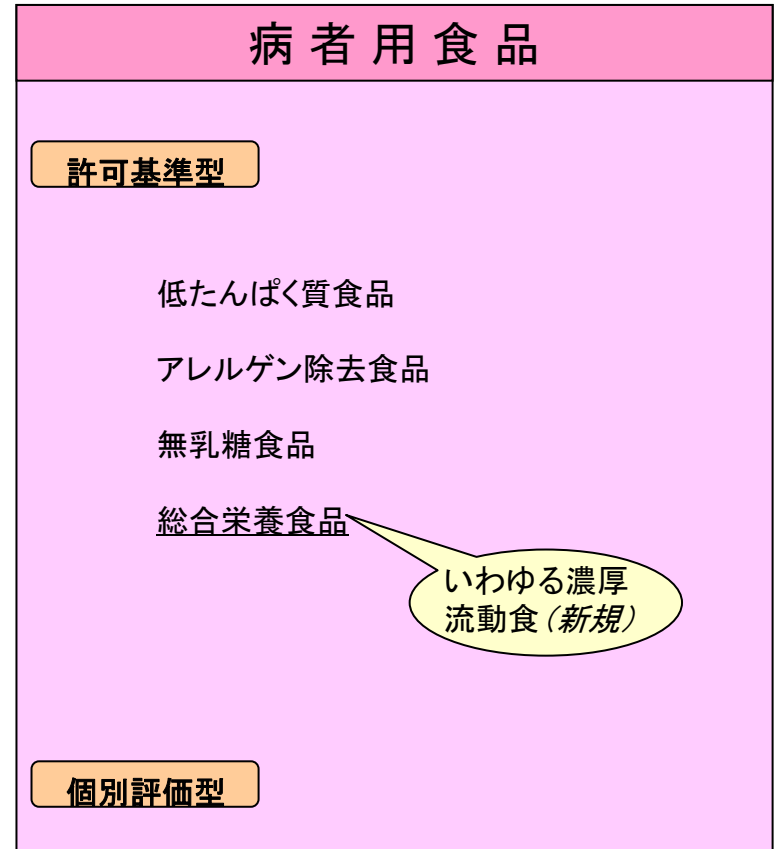 病者用食品
許可基準型
低たんぱく質食品
アレルゲン除去食品
無乳糖食品
総合栄養食品
いわゆる濃厚
流動食(新規)
個別評価型